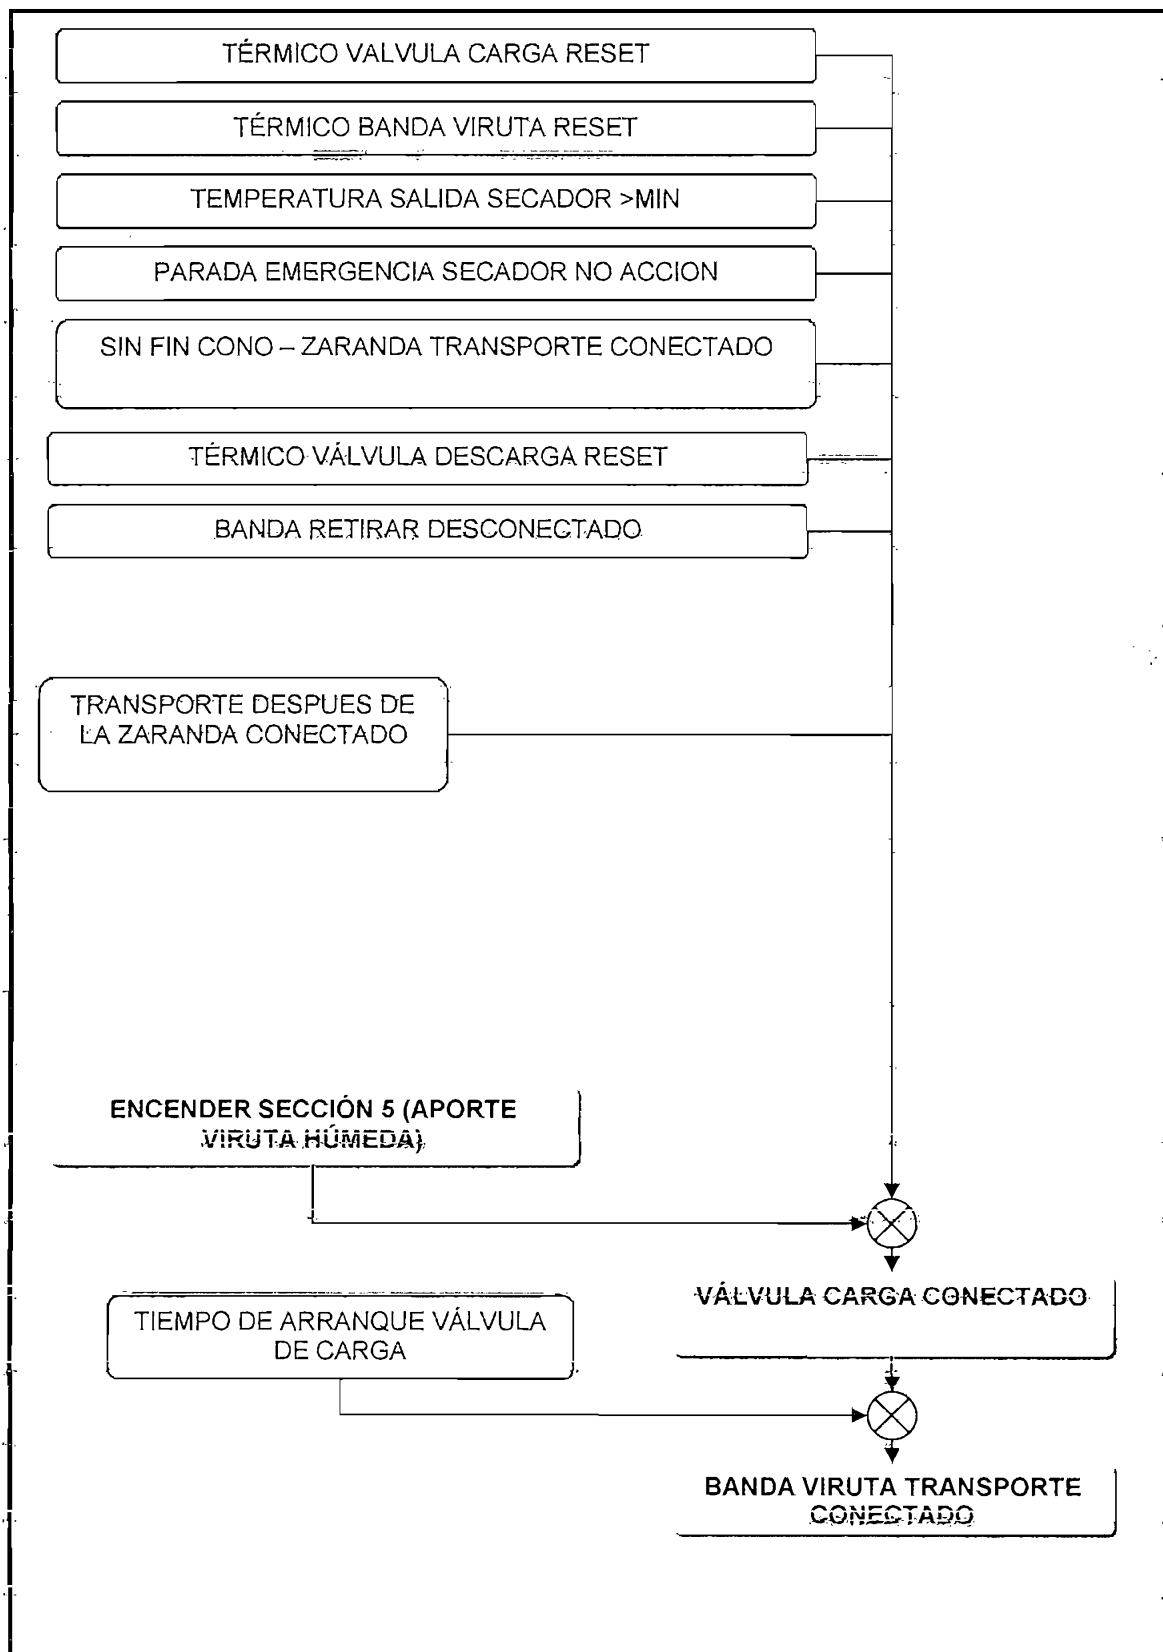 TÉRMICO VALVULA CARGA RESET
TÉRMICO BANDA VIRUTA RESET
TEMPERATURA SALIDA SECADOR >MIN
PARADA EMERGENCIA SECADOR NO ACCION
SIN FIN CONO – ZARANDA TRANSPORTE CONECTADO
TÉRMICO VÁLVULA DESCARGA RESET
BANDA RETIRAR DESCONECTADO
TRANSPORTE DESPUES DE
LA ZARANDA CONECTADO
ENCENDER SECCIÓN 5 (APORTE
VIRUTA HÚMEDA)
VÁLVULA CARGA CONECTADO
TIEMPO DE ARRANQUE VÁLVULA
DE CARGA
BANDA VIRUTA TRANSPORTE
CONECTADO